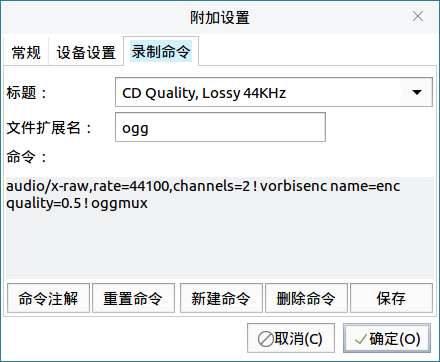 附加设置
常规 设备设置 录制命令
标题： CD Quality, Lossy 44KHz
文件扩展名： ogg
命令：
audio/x-raw,rate=44100,channels=2 ! vorbisenc name=enc
quality=0.5 ! oggmux
命令注解 重置命令 新建命令 删除命令 保存
取消(C) 确定(O)